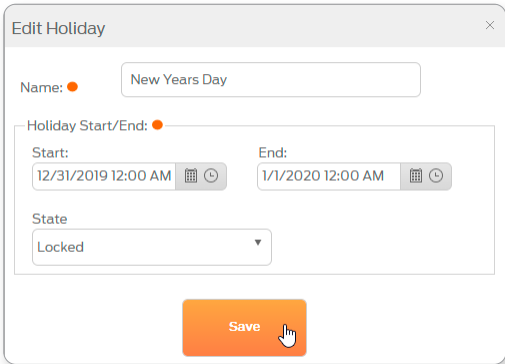 Edit Holiday
Name:
New Years Day
Holiday Start/End:
Start: End:
12/31/2019 12:00 AM 1/1/2020 12:00 AM
State
Locked
Save